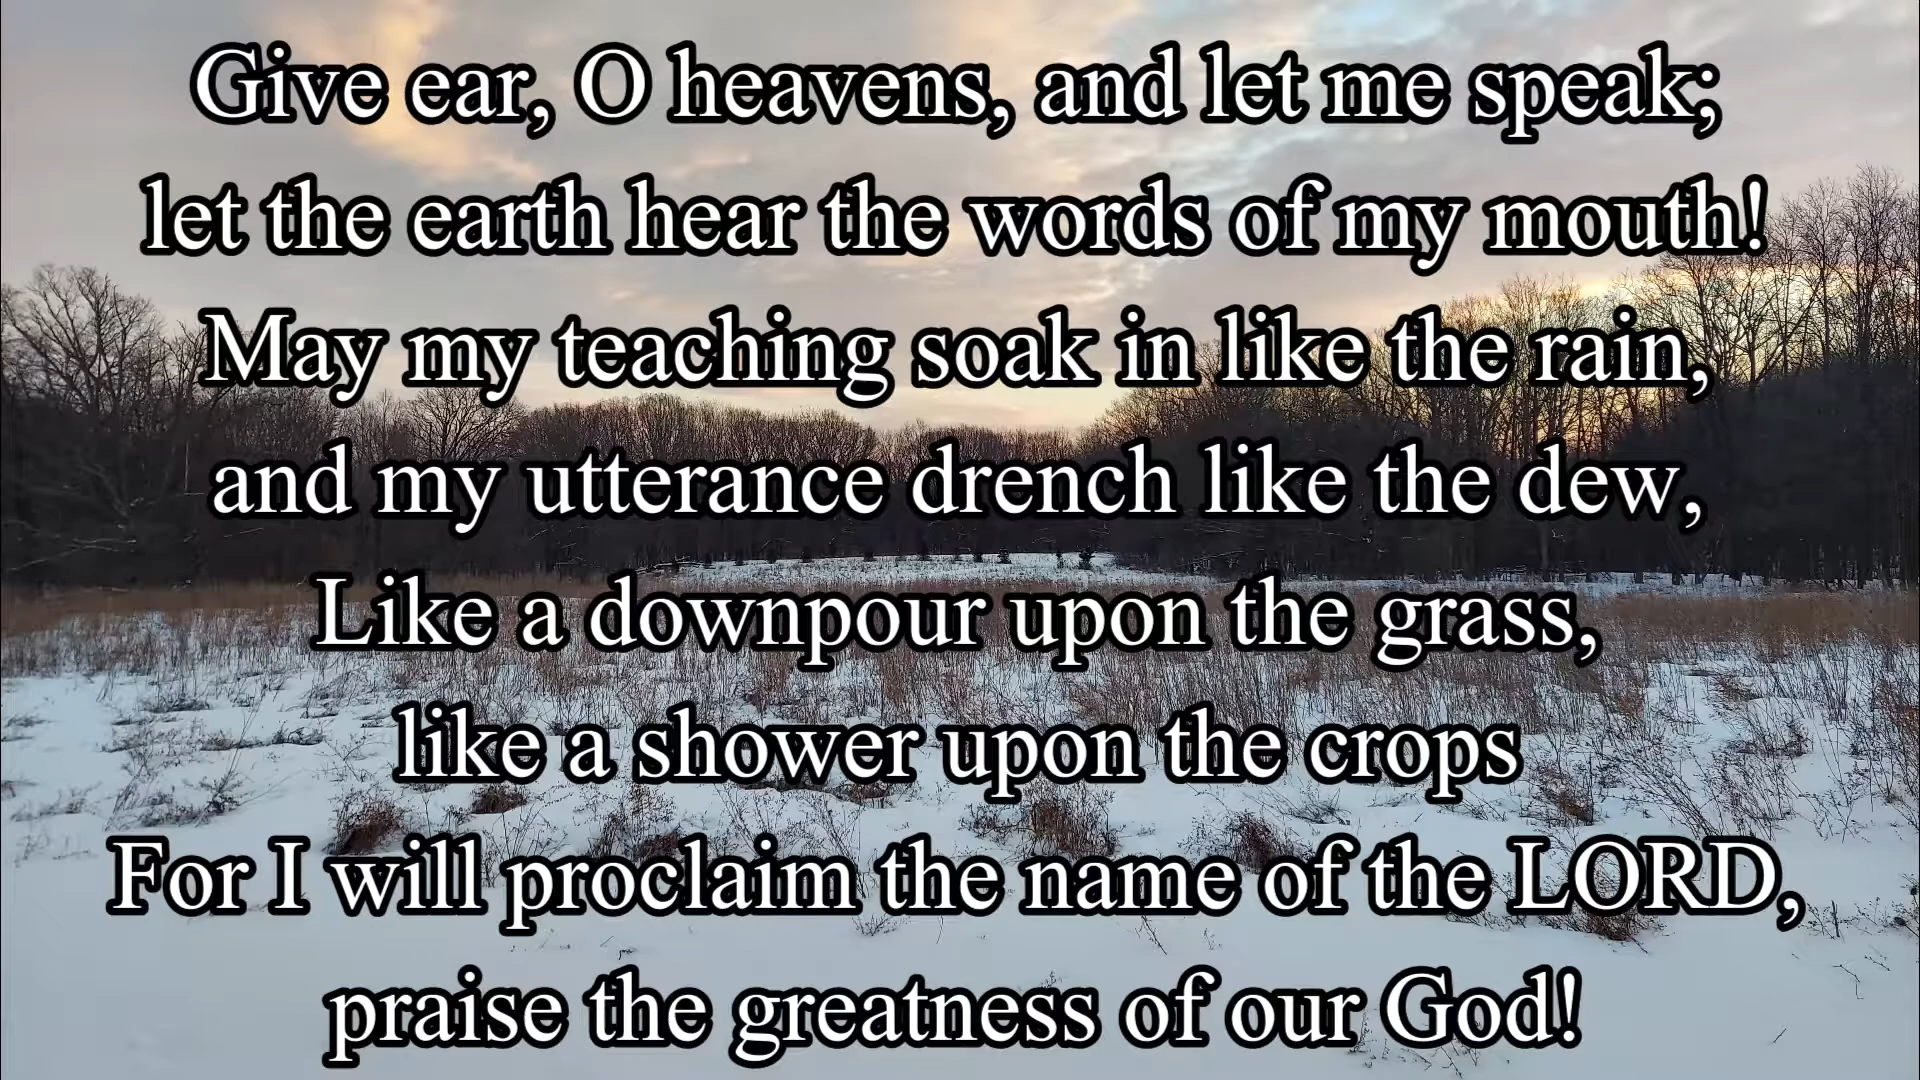 Give ear, O heavens, and let me speak;
let the earth hear the words of my mouth!
May my teaching soak in like the rain,
and my utterance drench like the dew,
Like a downpour upon the grass,
like a shower upon the crops
For I will proclaim the name of the LORD,
praise the greatness of our God!